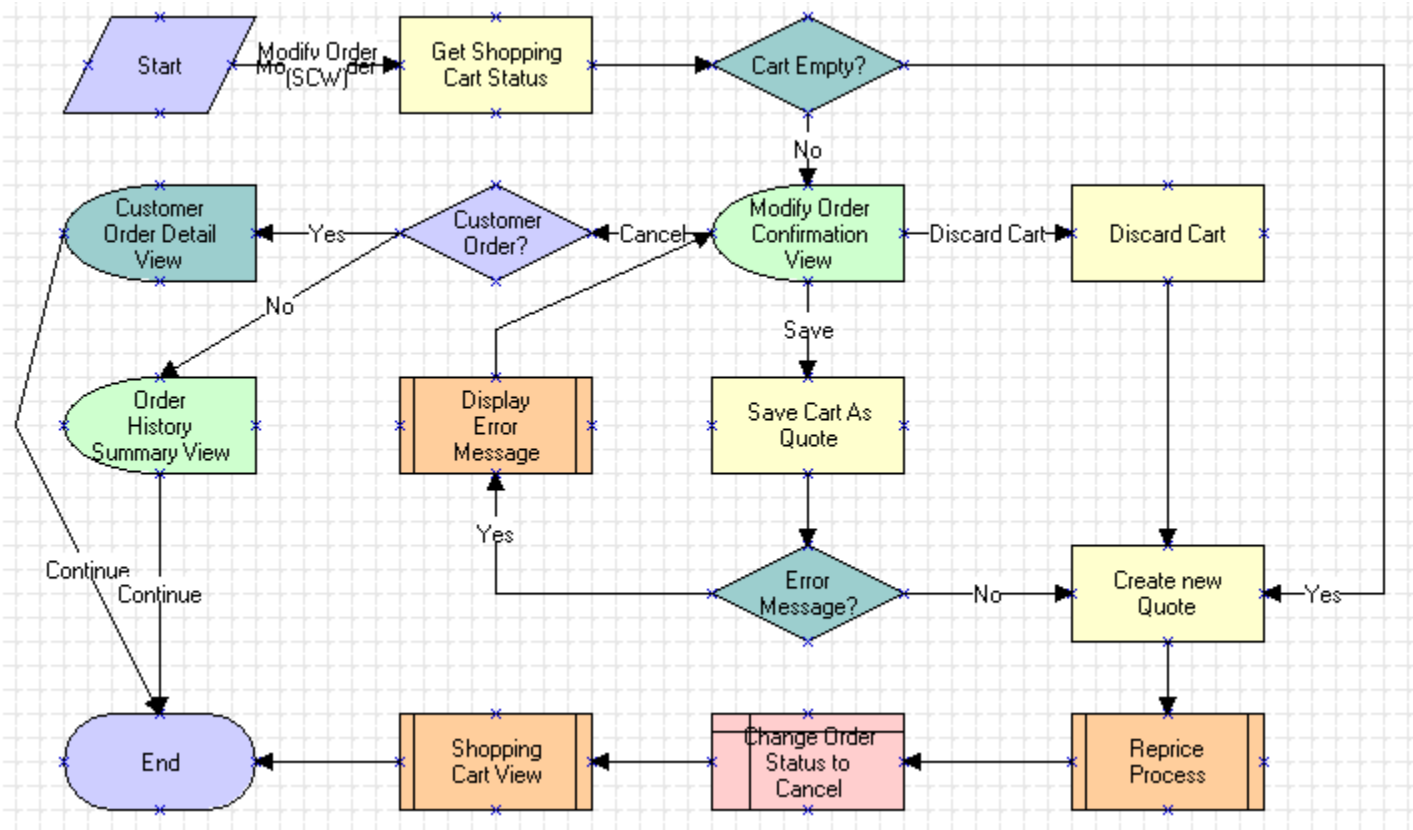 Start
Modify Order
(SCW)
Get Shopping
Cart Status
Cart Empty?
No
Customer
Order Detail
View
Yes
Customer
Order?
Cancel
Modify Order
Confirmation
View
Discard Cart
Discard Cart
No
Save
Order
History
Summary View
Display
Error
Message
Save Cart As
Quote
Yes
Continue
Continue
Error
Message?
No
Create new
Quote
Yes
End
Shopping
Cart View
Change Order
Status to
Cancel
Reprice
Process